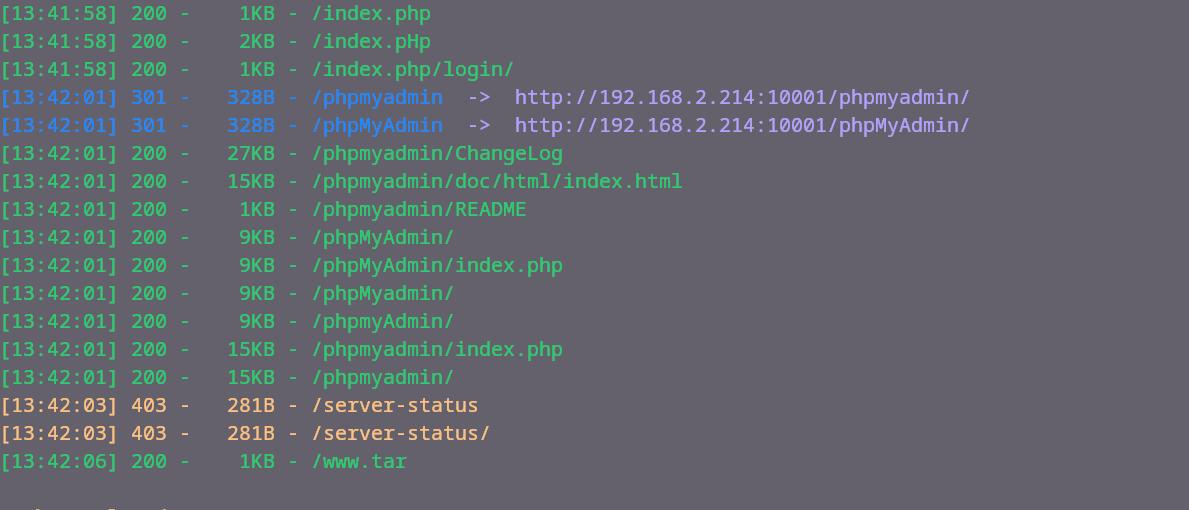 [13:41:58] 200 -    1KB - /index.php
[13:41:58] 200 -    2KB - /index.pHp
[13:41:58] 200 -    1KB - /index.php/login/
[13:42:01] 301 -   328B - /phpmyadmin  ->  http://192.168.2.214:10001/phpmyadmin/
[13:42:01] 301 -   328B - /phpMyAdmin  ->  http://192.168.2.214:10001/phpMyAdmin/
[13:42:01] 200 -   27KB - /phpmyadmin/ChangeLog
[13:42:01] 200 -   15KB - /phpmyadmin/doc/html/index.html
[13:42:01] 200 -    1KB - /phpmyadmin/README
[13:42:01] 200 -    9KB - /phpMyAdmin/
[13:42:01] 200 -    9KB - /phpMyAdmin/index.php
[13:42:01] 200 -    9KB - /phpMyadmin/
[13:42:01] 200 -    9KB - /phpmyAdmin/
[13:42:01] 200 -   15KB - /phpmyadmin/index.php
[13:42:01] 200 -   15KB - /phpmyadmin/
[13:42:03] 403 -   281B - /server-status
[13:42:03] 403 -   281B - /server-status/
[13:42:06] 200 -    1KB - /www.tar